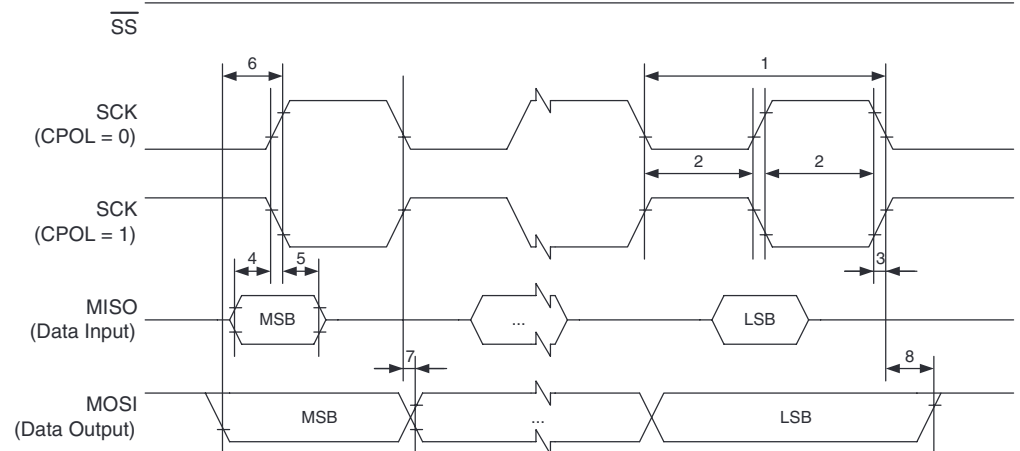 SS
6
1
SCK
(CPOL = 0)
2
2
SCK
(CPOL = 1)
4
5
3
MISO
(Data Input)
MSB
...
LSB
7
8
MOSI
(Data Output)
MSB
...
LSB